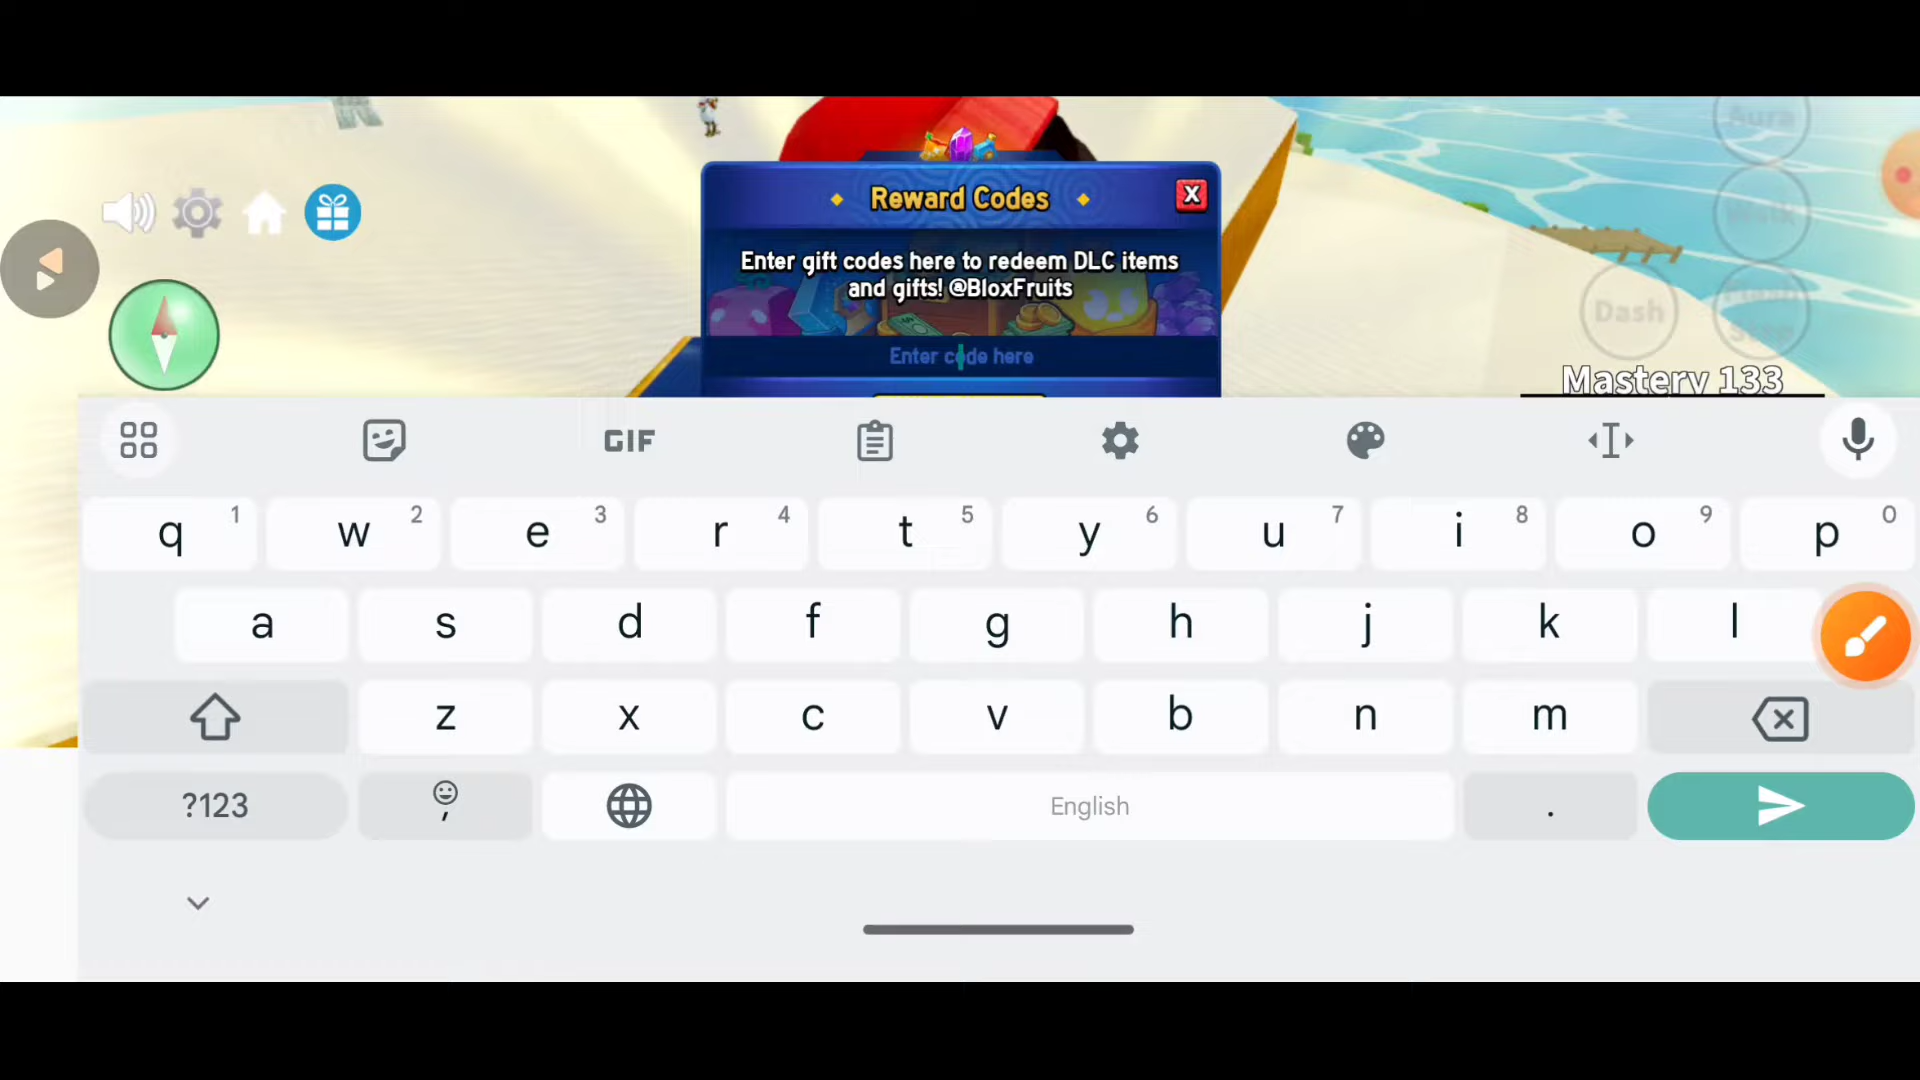 Aura
Reward Codes
X
Enter gift codes here to redeem DLC items
and gifts! @BloxFruits
Dash
Enter code here
Mastery 133
GIF
q 1 w 2 e 3 r 4 t 5 y 6 u 7 i 8 o 9 p 0
a s d f g h j k l
z x c v b n m
?123 , English .